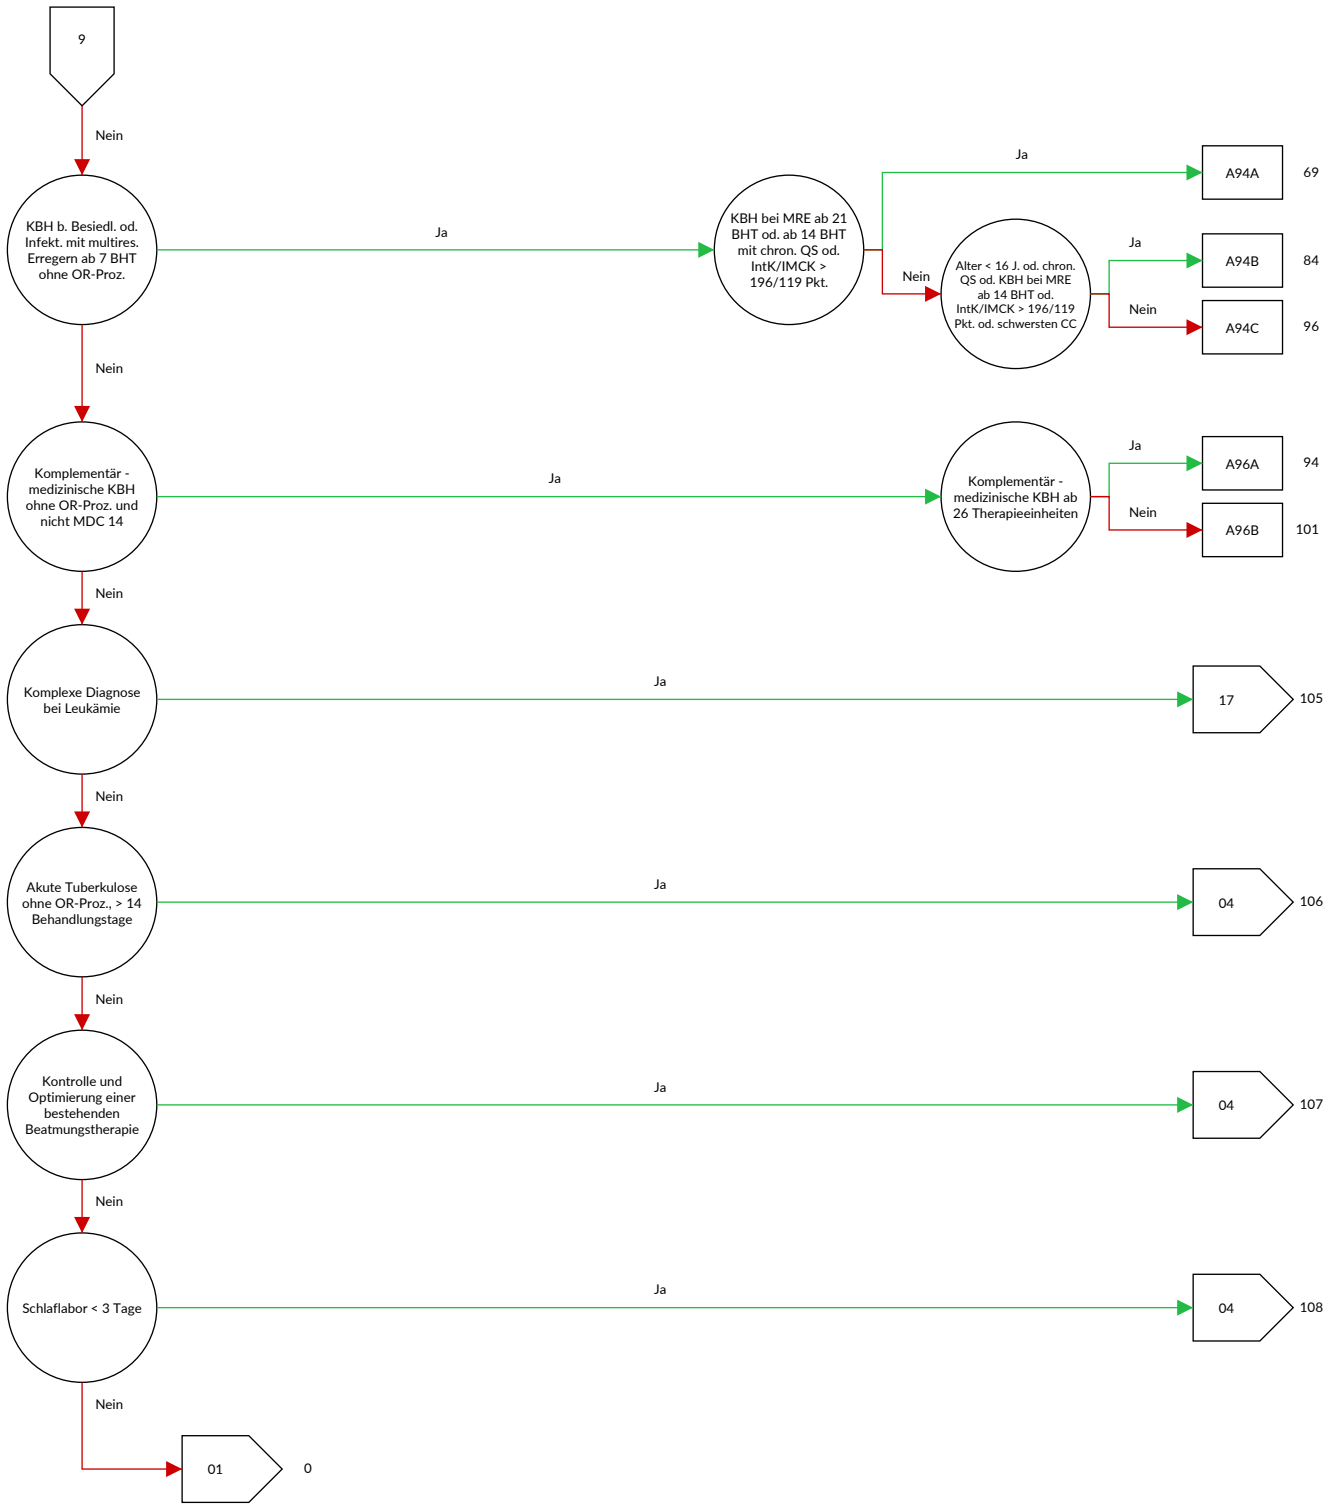 9
Nein
KBH b. Besiedl. od.
Infekt. mit multires.
Erregern ab 7 BHT
ohne OR-Proz.
Ja
KBH bei MRE ab 21
BHT od. ab 14 BHT
mit chron. QS od.
IntK/IMCK >
196/119 Pkt.
Ja
A94A
69
Nein
Alter < 16 J. od. chron.
QS od. KBH bei MRE
ab 14 BHT od.
IntK/IMCK > 196/119
Pkt. od. schwersten CC
Ja
A94B
84
Nein
A94C
96
Nein
Komplementär -
medizinische KBH
ohne OR-Proz. und
nicht MDC 14
Ja
Komplementär -
medizinische KBH ab
26 Therapieeinheiten
Ja
A96A
94
Nein
A96B
101
Nein
Komplexe Diagnose
bei Leukämie
Ja
17
105
Nein
Akute Tuberkulose
ohne OR-Proz., > 14
Behandlungstage
Ja
04
106
Nein
Kontrolle und
Optimierung einer
bestehenden
Beatmungstherapie
Ja
04
107
Nein
Schlaflabor < 3 Tage
Ja
04
108
Nein
01
0